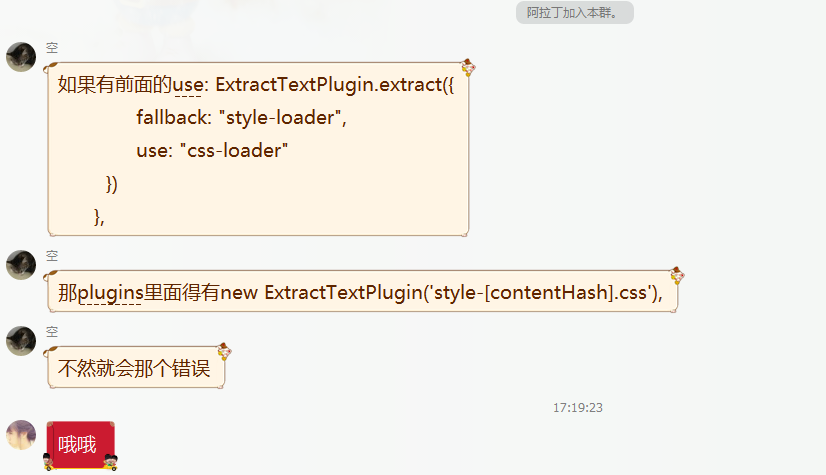 阿拉丁加入本群。
空
如果有前面的use: ExtractTextPlugin.extract({
fallback: "style-loader",
use: "css-loader"
})
},
空
那plugins里面得有new ExtractTextPlugin('style-[contentHash].css'),
空
不然就会那个错误
17:19:23
哦哦